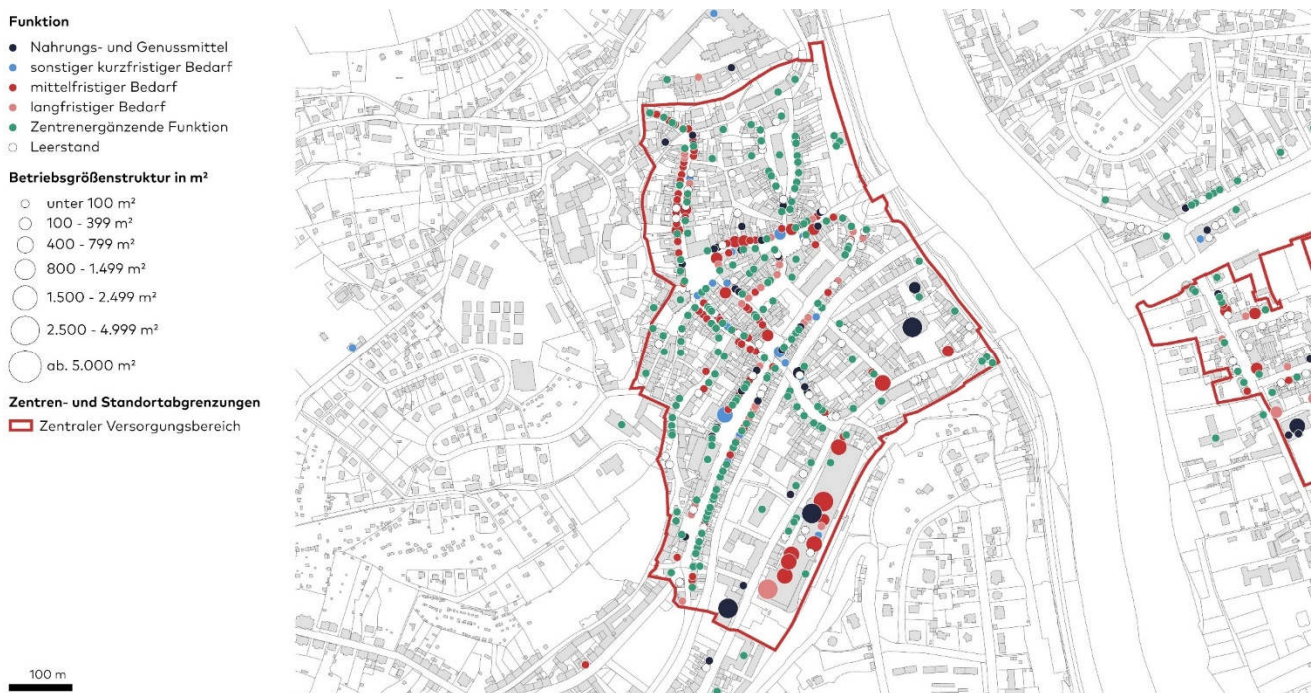 Funktion
Nahrungs- und Genussmittel
sonstiger kurzfristiger Bedarf
mittelfristiger Bedarf
langfristiger Bedarf
Zentrenergänzende Funktion
Leerstand
Betriebsgrößenstruktur in m²
unter 100 m²
100 - 399 m²
400 - 799 m²
800 - 1.499 m²
1.500 - 2.499 m²
2.500 - 4.999 m²
ab. 5.000 m²
Zentren- und Standortabgrenzungen
Zentraler Versorgungsbereich
100 m